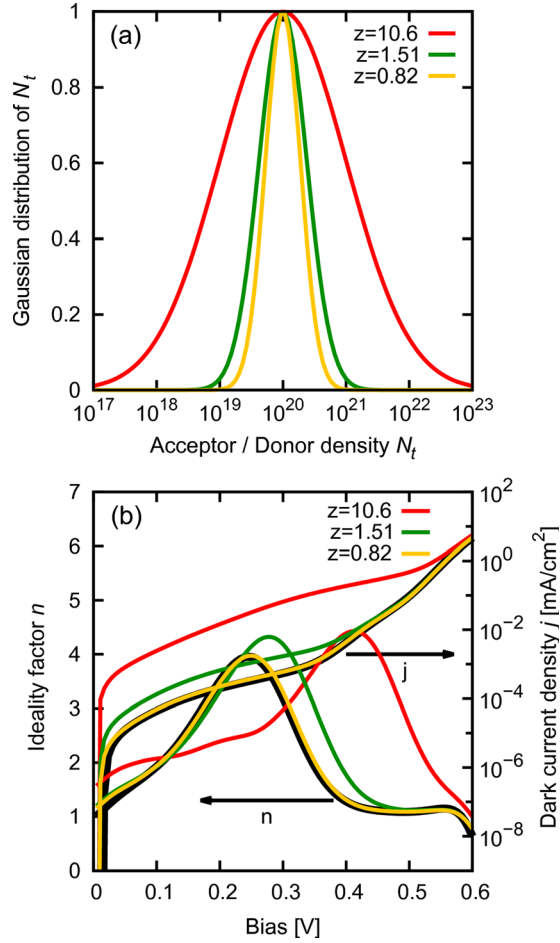 (a)
z=10.6
z=1.51
z=0.82
Gaussian distribution of N_t
1
0.8
0.6
0.4
0.2
0
10^17 10^18 10^19 10^20 10^21 10^22 10^23
Acceptor / Donor density N_t
(b)
z=10.6
z=1.51
z=0.82
Ideality factor n
7
6
5
4
3
2
1
0
j
n
10^2
10^0
10^-2
10^-4
10^-6
10^-8
Dark current density j [mA/cm^2]
0 0.1 0.2 0.3 0.4 0.5 0.6
Bias [V]